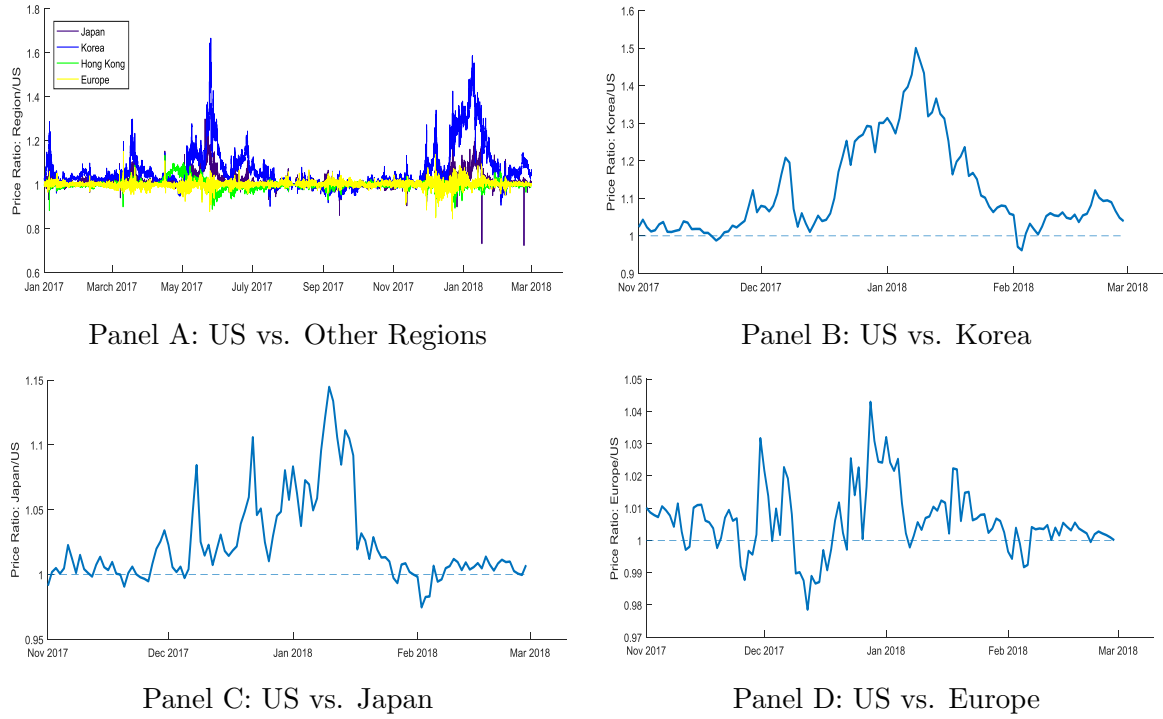 Price Ratio: Region/US
1.8
1.6
1.4
1.2
1
0.8
0.6
Japan
Korea
Hong Kong
Europe
Jan 2017 March 2017 May 2017 July 2017 Sep 2017 Nov 2017 Jan 2018 Mar 2018
Panel A: US vs. Other Regions
Price Ratio: Korea/US
1.6
1.5
1.4
1.3
1.2
1.1
1
0.9
Nov 2017 Dec 2017 Jan 2018 Feb 2018 Mar 2018
Panel B: US vs. Korea
Price Ratio: Japan/US
1.15
1.1
1.05
1
0.95
Nov 2017 Dec 2017 Jan 2018 Feb 2018 Mar 2018
Panel C: US vs. Japan
Price Ratio: Europe/US
1.05
1.04
1.03
1.02
1.01
1
0.99
0.98
0.97
Nov 2017 Dec 2017 Jan 2018 Feb 2018 Mar 2018
Panel D: US vs. Europe